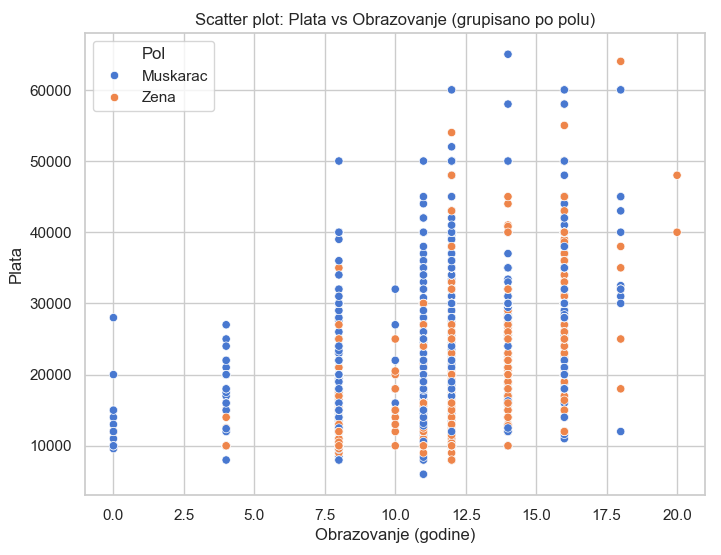 Scatter plot: Plata vs Obrazovanje (grupisano po polu)
Pol
Muskarac
Zena
60000
50000
40000
30000
20000
10000
Plata
0.0 2.5 5.0 7.5 10.0 12.5 15.0 17.5 20.0
Obrazovanje (godine)